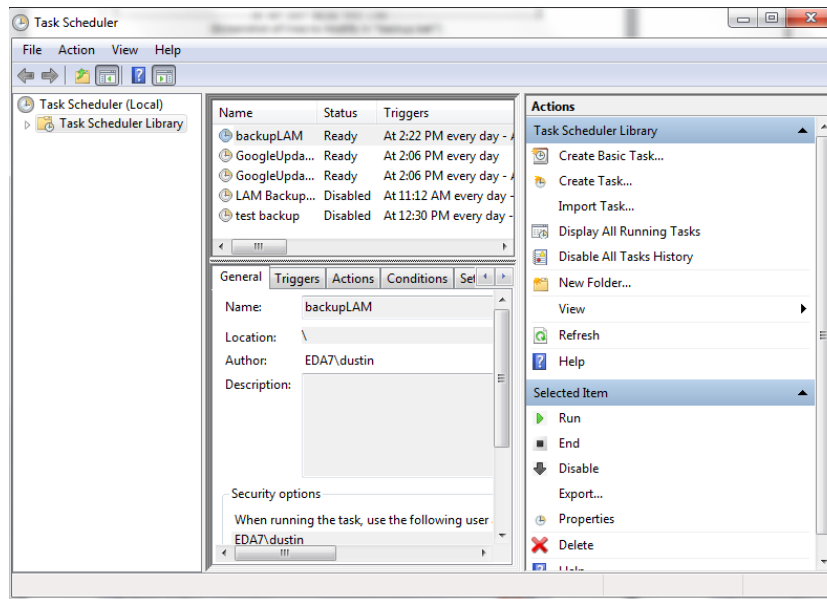 Task Scheduler
File Action View Help
Task Scheduler (Local)
Task Scheduler Library
Name Status Triggers
backupLAM Ready At 2:22 PM every day - A
GoogleUpda... Ready At 2:06 PM every day
GoogleUpda... Ready At 2:06 PM every day
LAM Backup... Disabled At 11:12 AM every day -
test backup Disabled At 12:30 PM every day -
General Triggers Actions Conditions Set
Name: backupLAM
Location: \
Author: EDA7\dustin
Description:
Security options
When running the task, use the following user
EDA7\dustin
Actions
Task Scheduler Library
Create Basic Task...
Create Task...
Import Task...
Display All Running Tasks
Disable All Tasks History
New Folder...
View
Refresh
Help
Selected Item
Run
End
Disable
Export...
Properties
Delete
Help